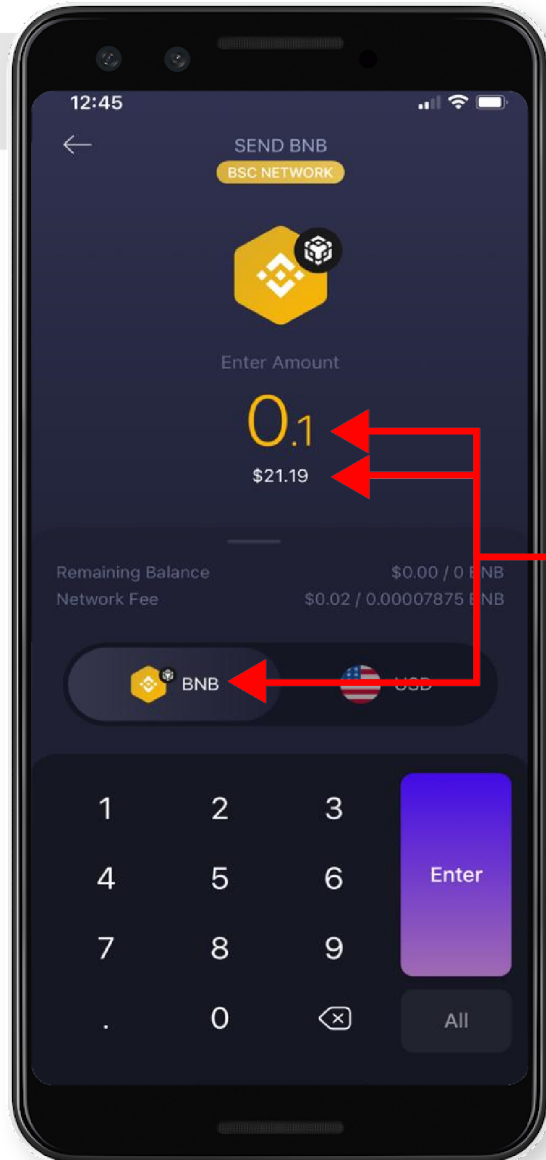 12:45
SEND BNB
BSC NETWORK
Enter Amount
0.1
$21.19
Remaining Balance $0.00 / 0 BNB
Network Fee $0.02 / 0.00007875 BNB
BNB USD
1 2 3
4 5 6 Enter
7 8 9
. 0 All